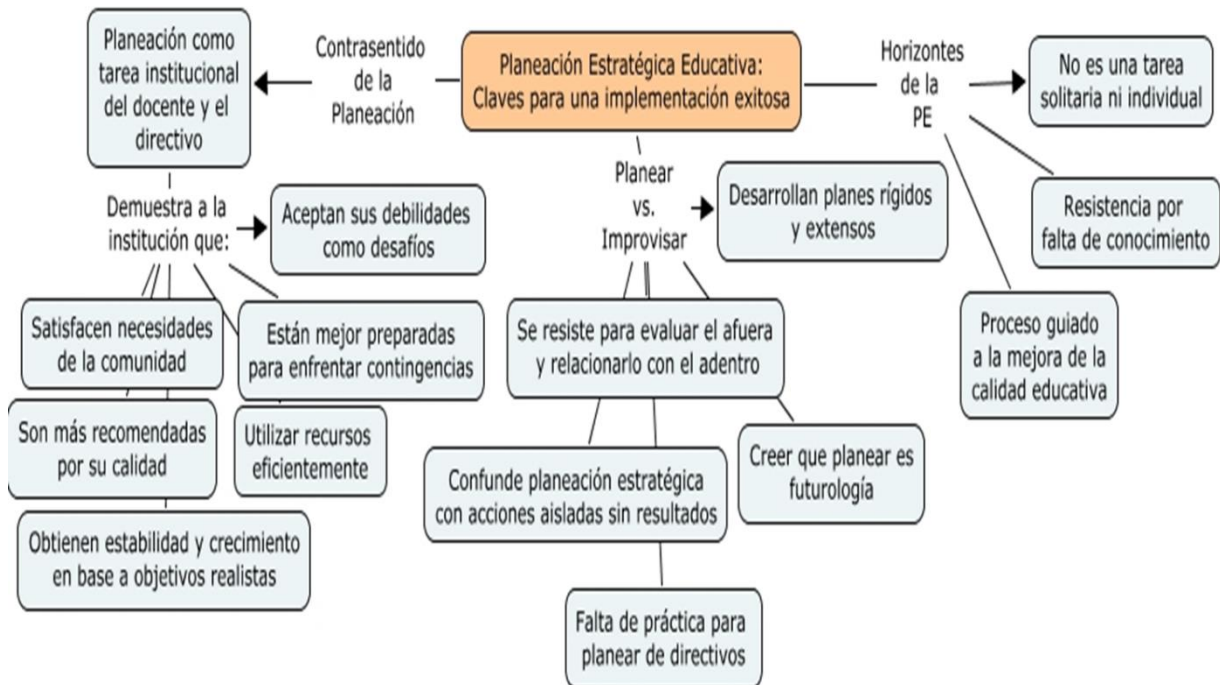 Planeación como
tarea institucional
del docente y el
directivo
Contrasentido
de la
Planeación
Planeación Estratégica Educativa:
Claves para una implementación exitosa
Horizontes
de la
PE
No es una tarea
solitaria ni individual
Demuestra a la
institución que:
Aceptan sus debilidades
como desafíos
Planear
vs.
Improvisar
Desarrollan planes rígidos
y extensos
Resistencia por
falta de conocimiento
Satisfacen necesidades
de la comunidad
Están mejor preparadas
para enfrentar contingencias
Se resiste para evaluar el afuera
y relacionarlo con el adentro
Proceso guiado
a la mejora de la
calidad educativa
Son más recomendadas
por su calidad
Utilizar recursos
eficientemente
Confunde planeación estratégica
con acciones aisladas sin resultados
Creer que planear es
futurología
Obtienen estabilidad y crecimiento
en base a objetivos realistas
Falta de práctica para
planear de directivos